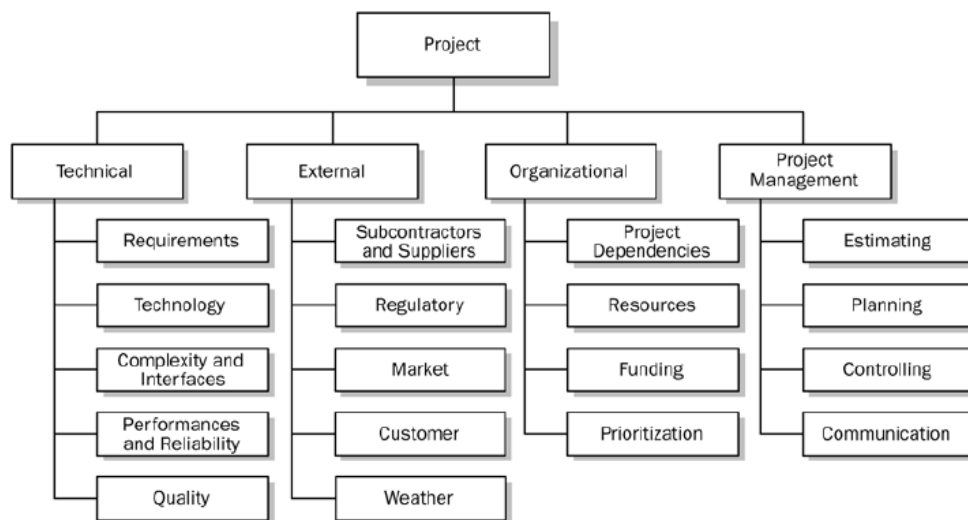 Project
Technical
External
Organizational
Project
Management
Requirements
Technology
Complexity and
Interfaces
Performances
and Reliability
Quality
Subcontractors
and Suppliers
Regulatory
Market
Customer
Weather
Project
Dependencies
Resources
Funding
Prioritization
Estimating
Planning
Controlling
Communication